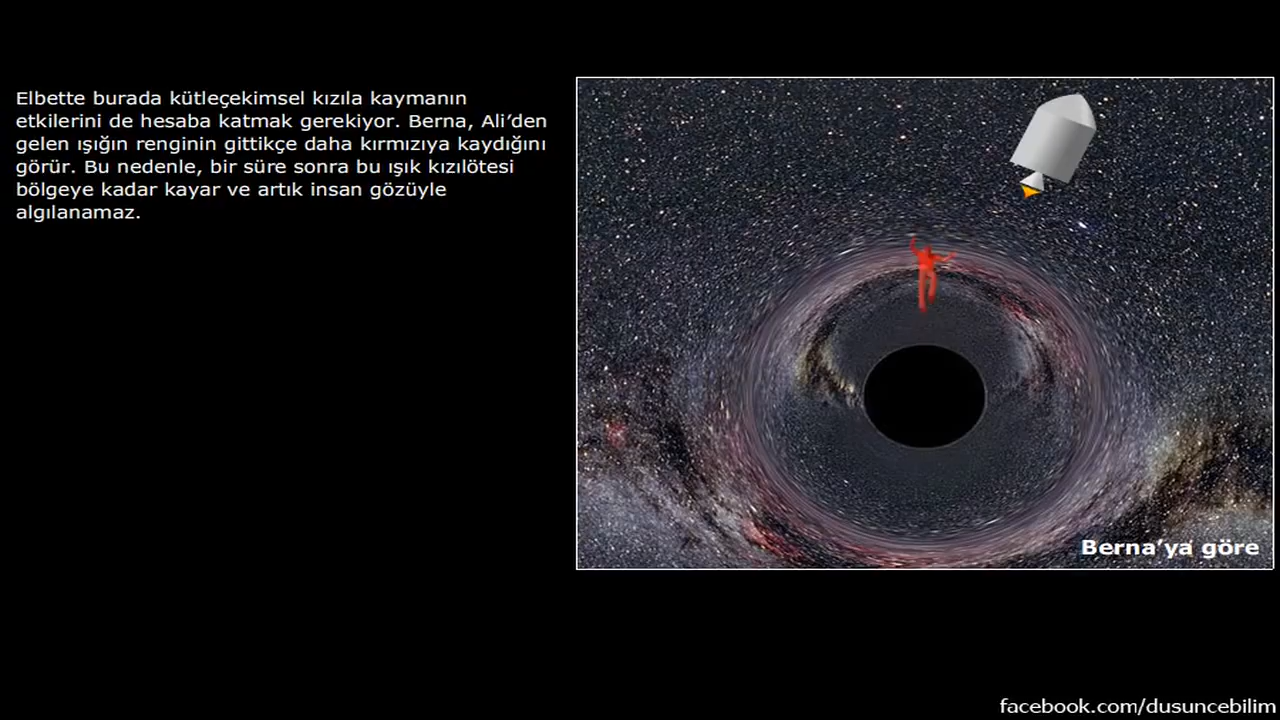 Elbette burada kütleçekimsel kızıla kaymanın
etkilerini de hesaba katmak gerekiyor. Berna, Ali’den
gelen ışığın renginin gittikçe daha kırmızıya kaydığını
görür. Bu nedenle, bir süre sonra bu ışık kızılötesi
bölgeye kadar kayar ve artık insan gözüyle
algılanamaz.
Berna’ya göre
facebook.com/dusuncebilim